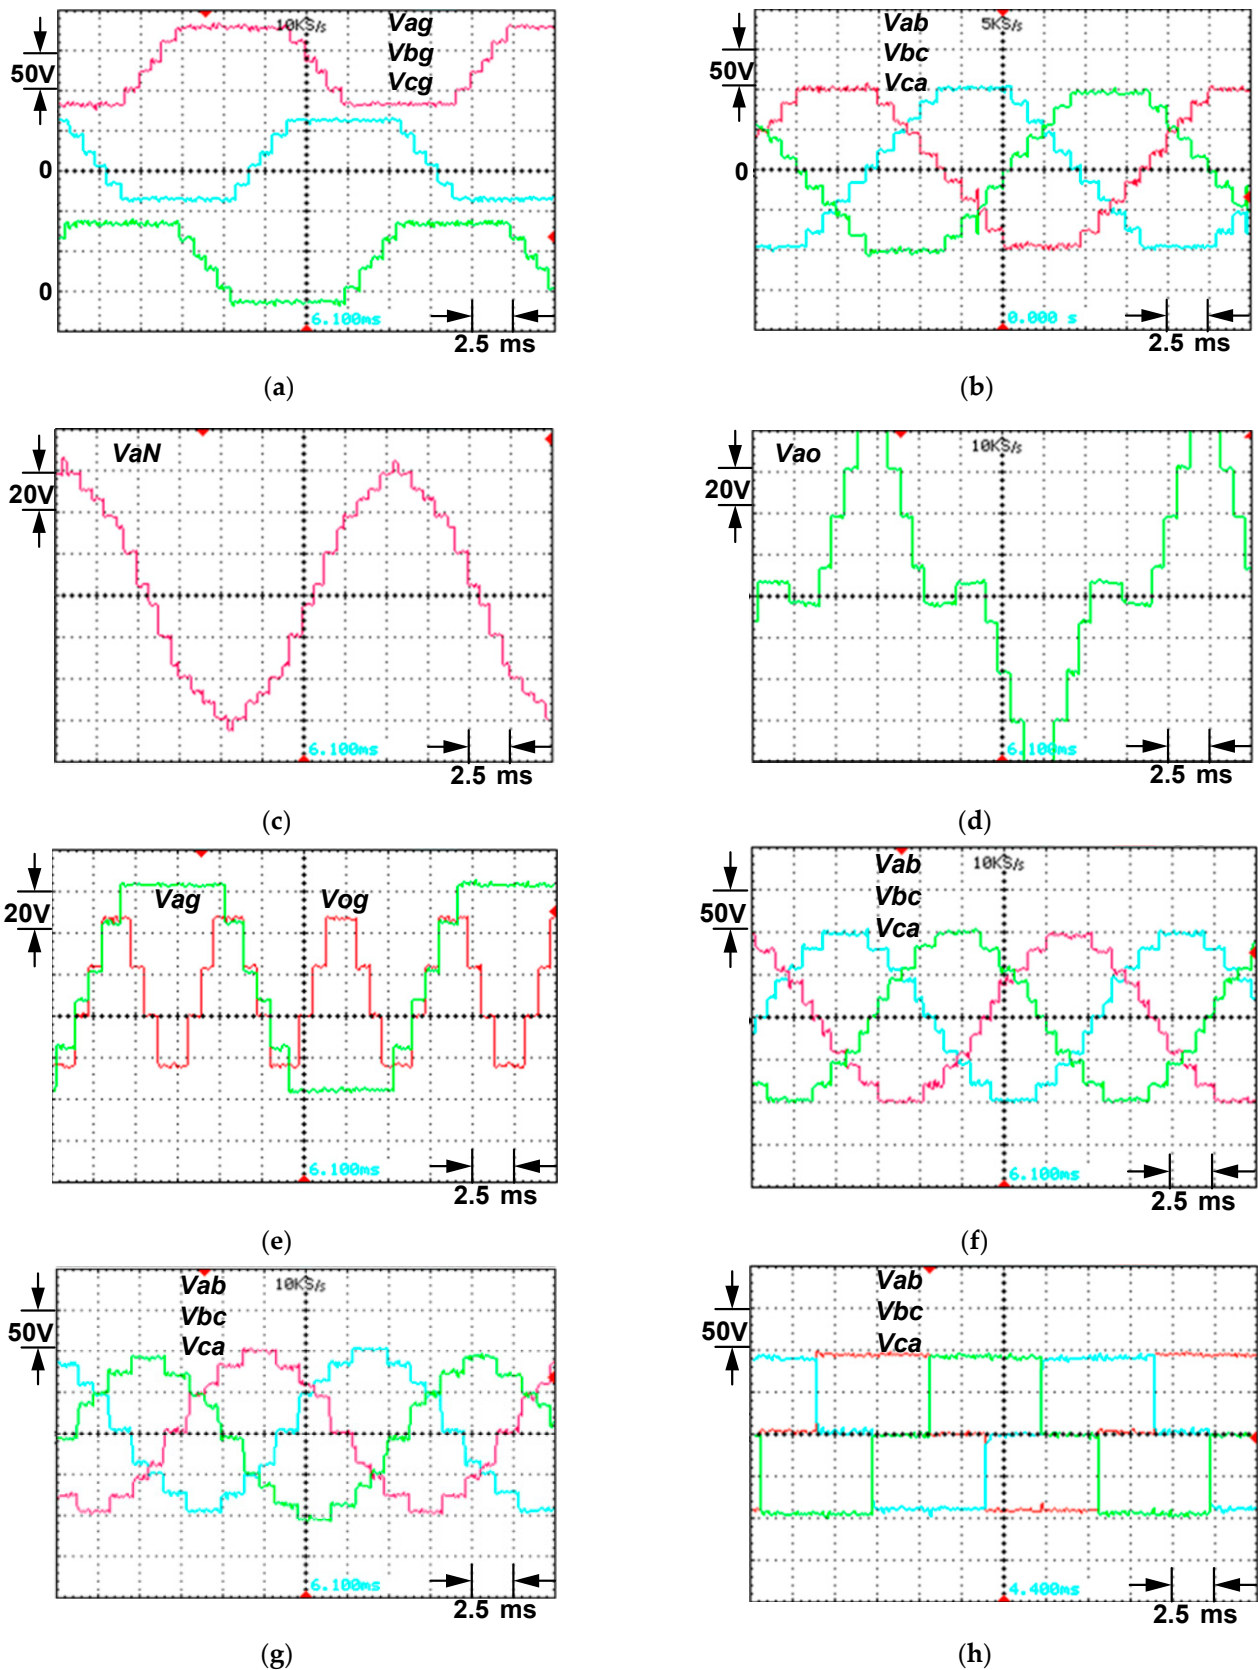 10KS/s
Vag
Vbg
Vcg
50V
0
0
6.100ms
2.5 ms
(a)
5KS/s
Vab
Vbc
Vca
50V
0
0.000 s
2.5 ms
(b)
VaN
20V
6.100ms
2.5 ms
(c)
10KS/s
Vao
20V
6.100ms
2.5 ms
(d)
Vag
Vog
20V
6.100ms
2.5 ms
(e)
10KS/s
Vab
Vbc
Vca
50V
6.100ms
2.5 ms
(f)
10KS/s
Vab
Vbc
Vca
50V
6.100ms
2.5 ms
(g)
Vab
Vbc
Vca
50V
4.400ms
2.5 ms
(h)